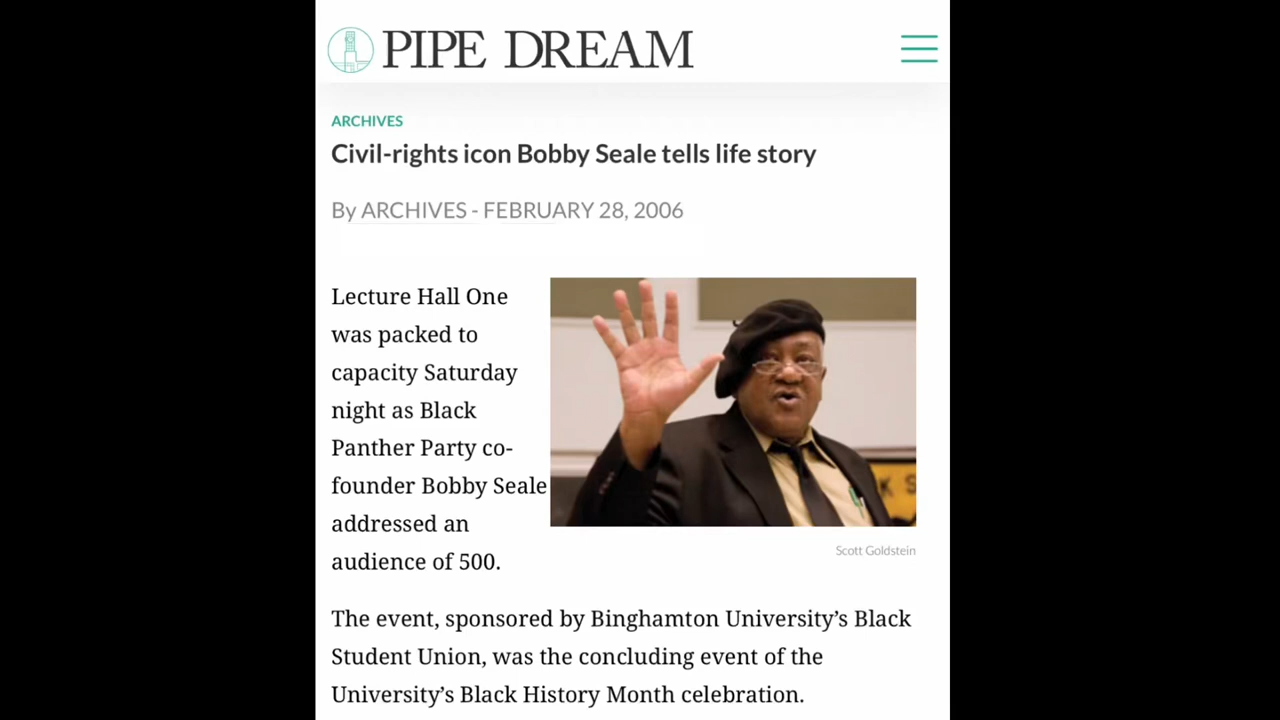 PIPE DREAM
ARCHIVES
Civil-rights icon Bobby Seale tells life story
By ARCHIVES - FEBRUARY 28, 2006
Lecture Hall One
was packed to
capacity Saturday
night as Black
Panther Party co-
founder Bobby Seale
addressed an
audience of 500.
K S
Scott Goldstein
The event, sponsored by Binghamton University’s Black
Student Union, was the concluding event of the
University’s Black History Month celebration.